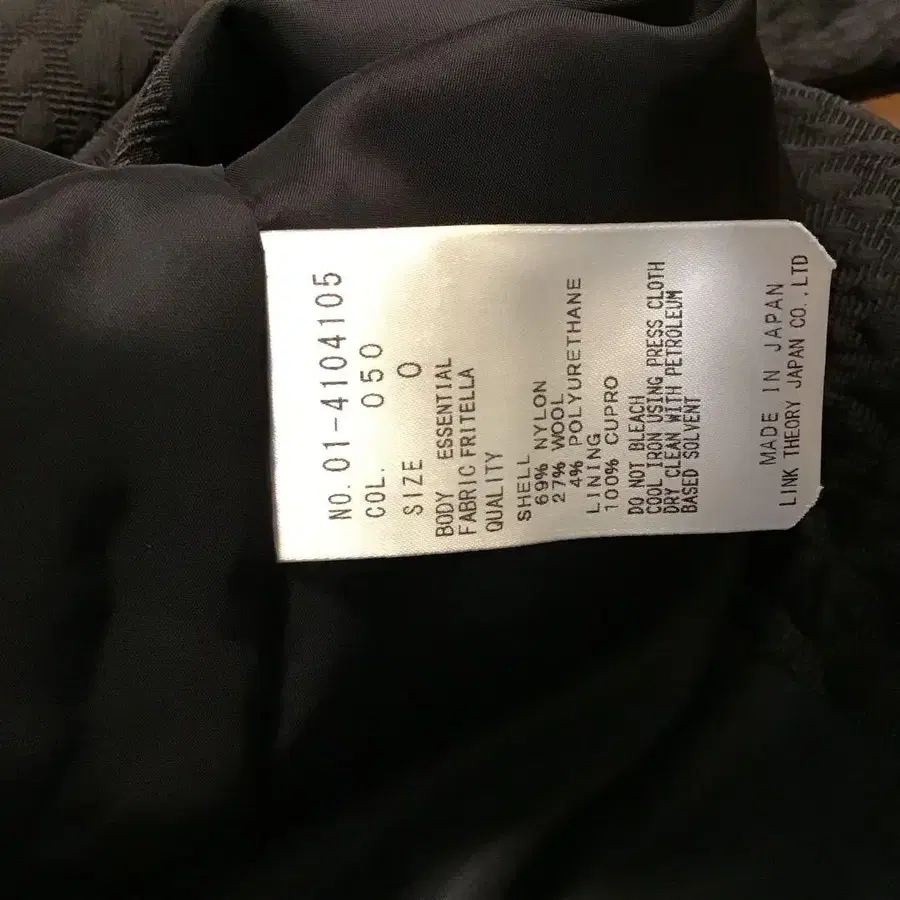 NO. 01-4104105
COL. 050
SIZE 0
BODY ESSENTIAL
FABRIC FRITELLA
QUALITY
SHELL
69% NYLON
27% WOOL
4% POLYURETHANE
LINING
100% CUPRO
DO NOT BLEACH
COOL IRON USING PRESS CLOTH
DRY CLEAN WITH PETROLEUM
BASED SOLVENT
MADE IN JAPAN
LINK THEORY JAPAN CO.,LTD